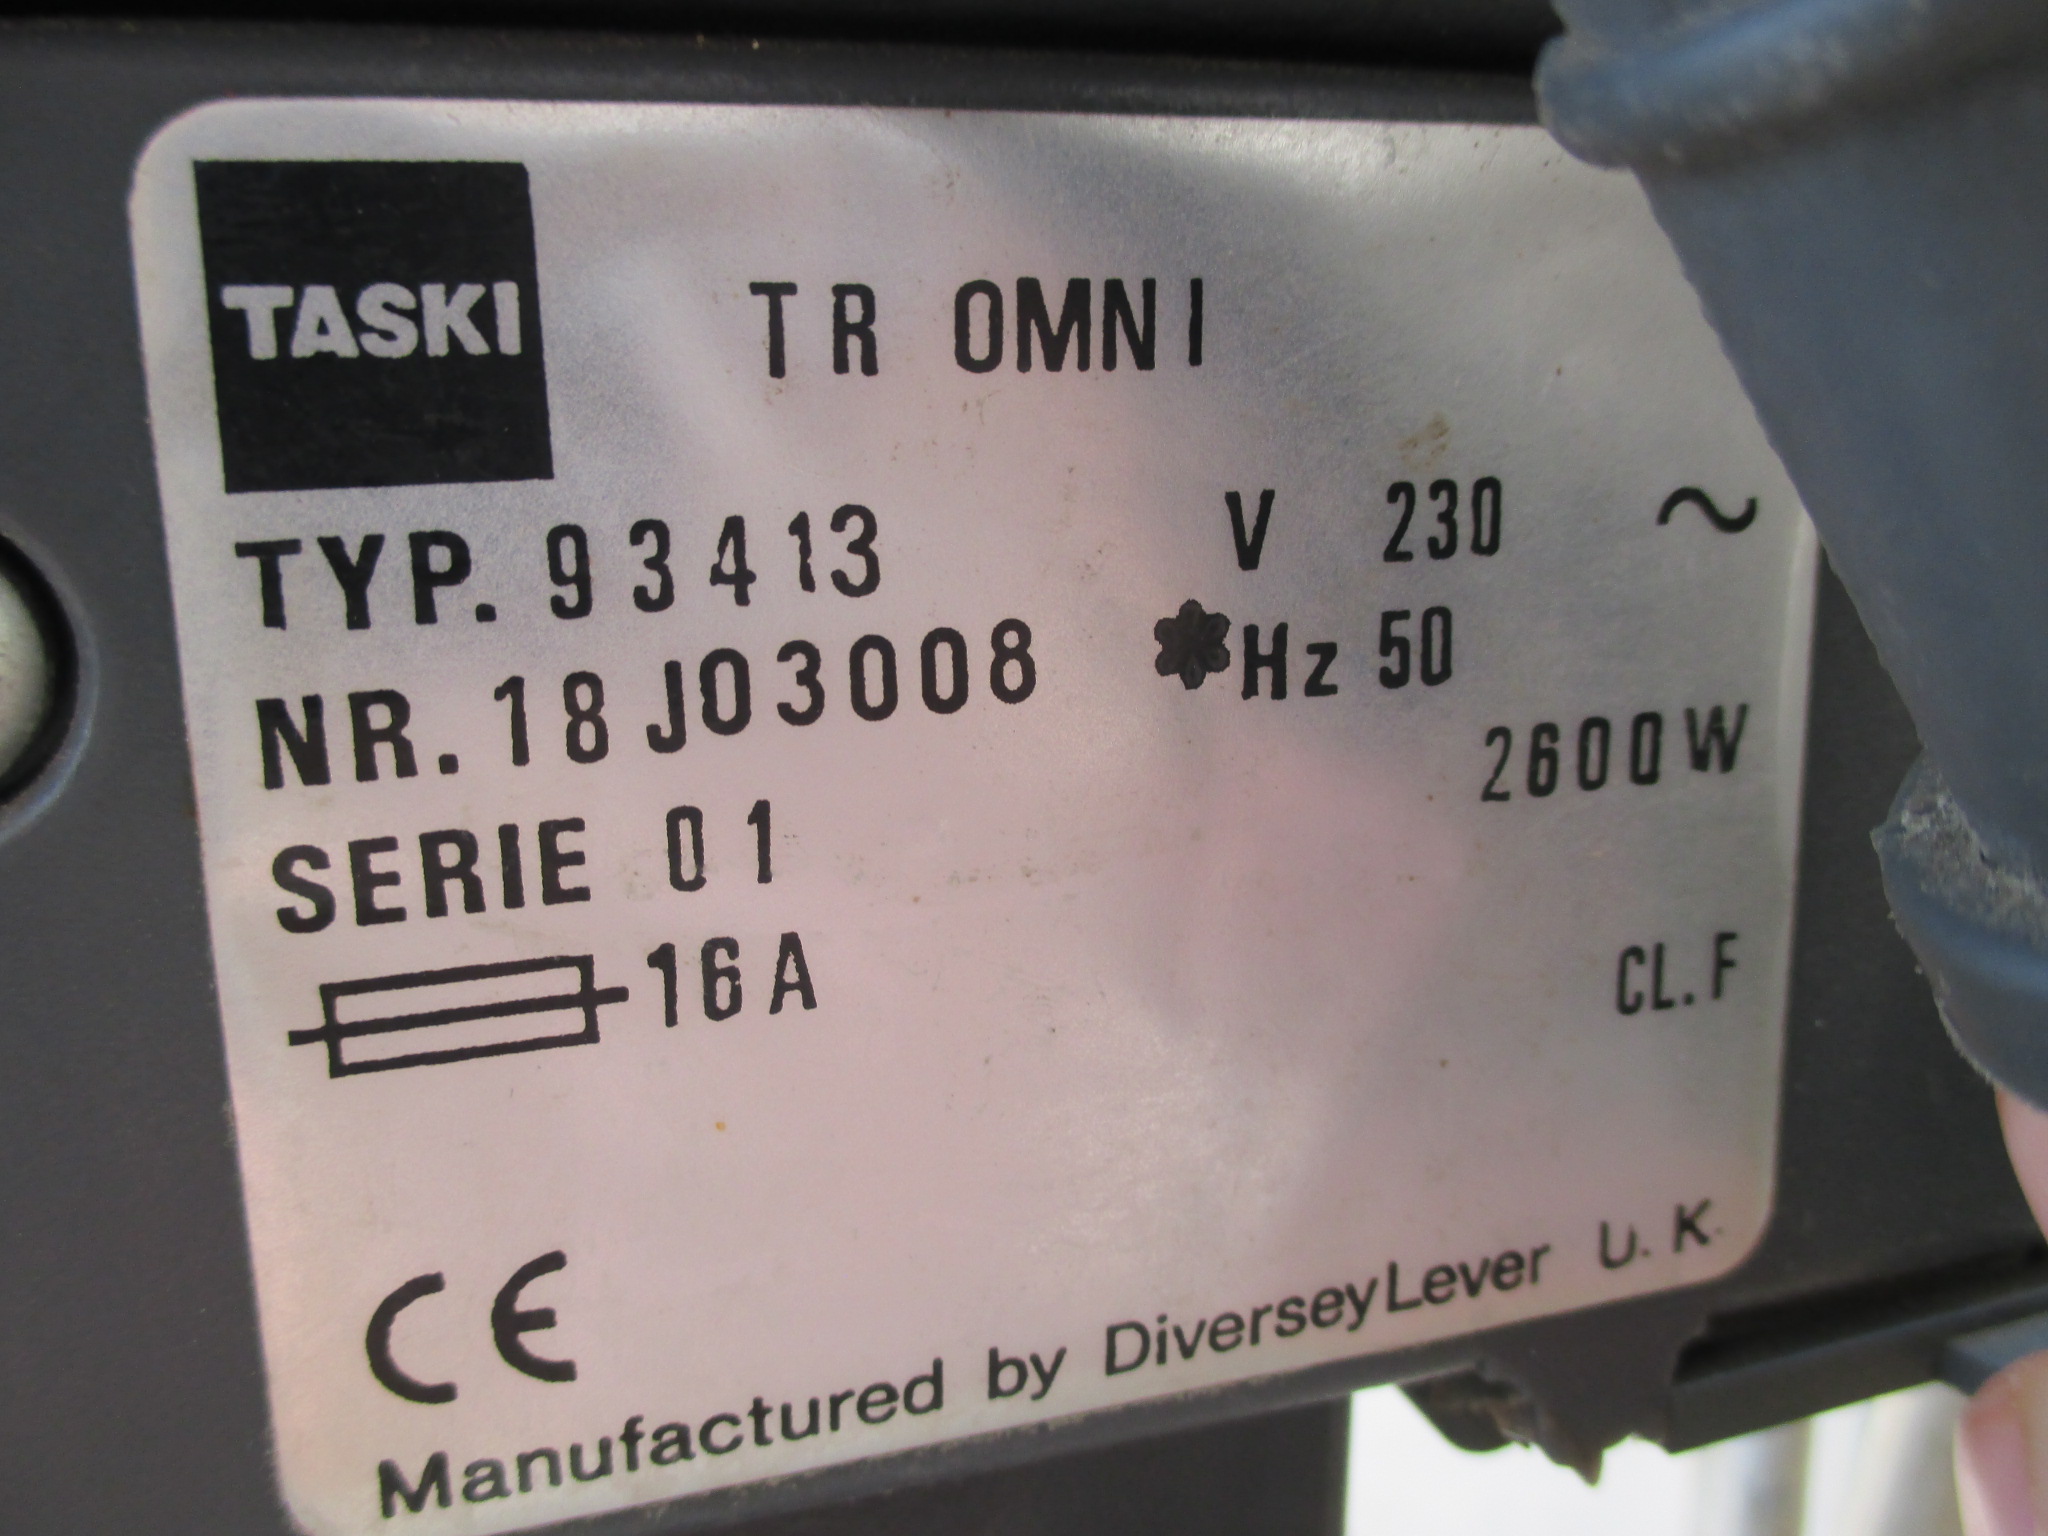 TASKI
TR OMNI
TYP. 93413
V 230 ~
NR. 18J03008
*Hz 50
2600W
SERIE 01
16A
CL.F
CE
Manufactured by DiverseyLever U.K.